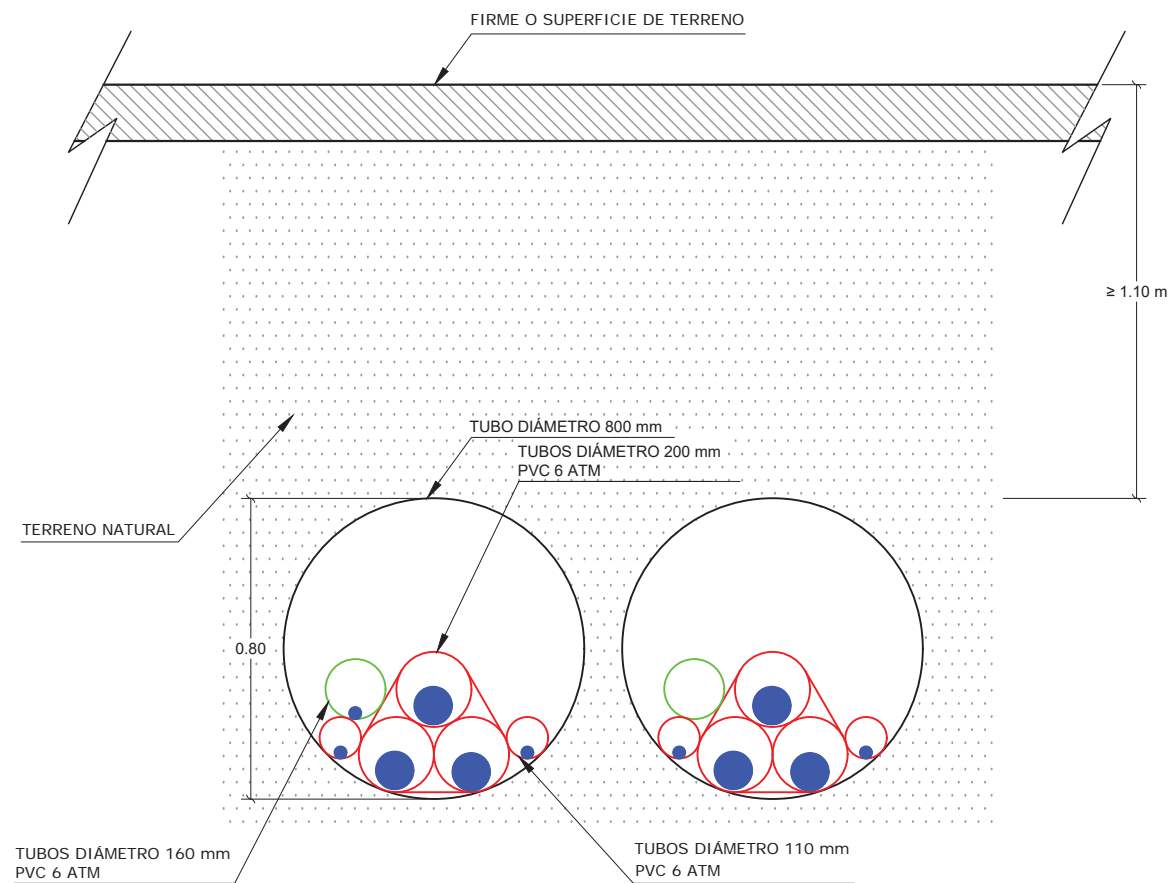 FIRME O SUPERFICIE DE TERRENO
≥ 1.10 m
TUBO DIÁMETRO 800 mm
TUBOS DIÁMETRO 200 mm
PVC 6 ATM
TERRENO NATURAL
0.80
TUBOS DIÁMETRO 160 mm
PVC 6 ATM
TUBOS DIÁMETRO 110 mm
PVC 6 ATM